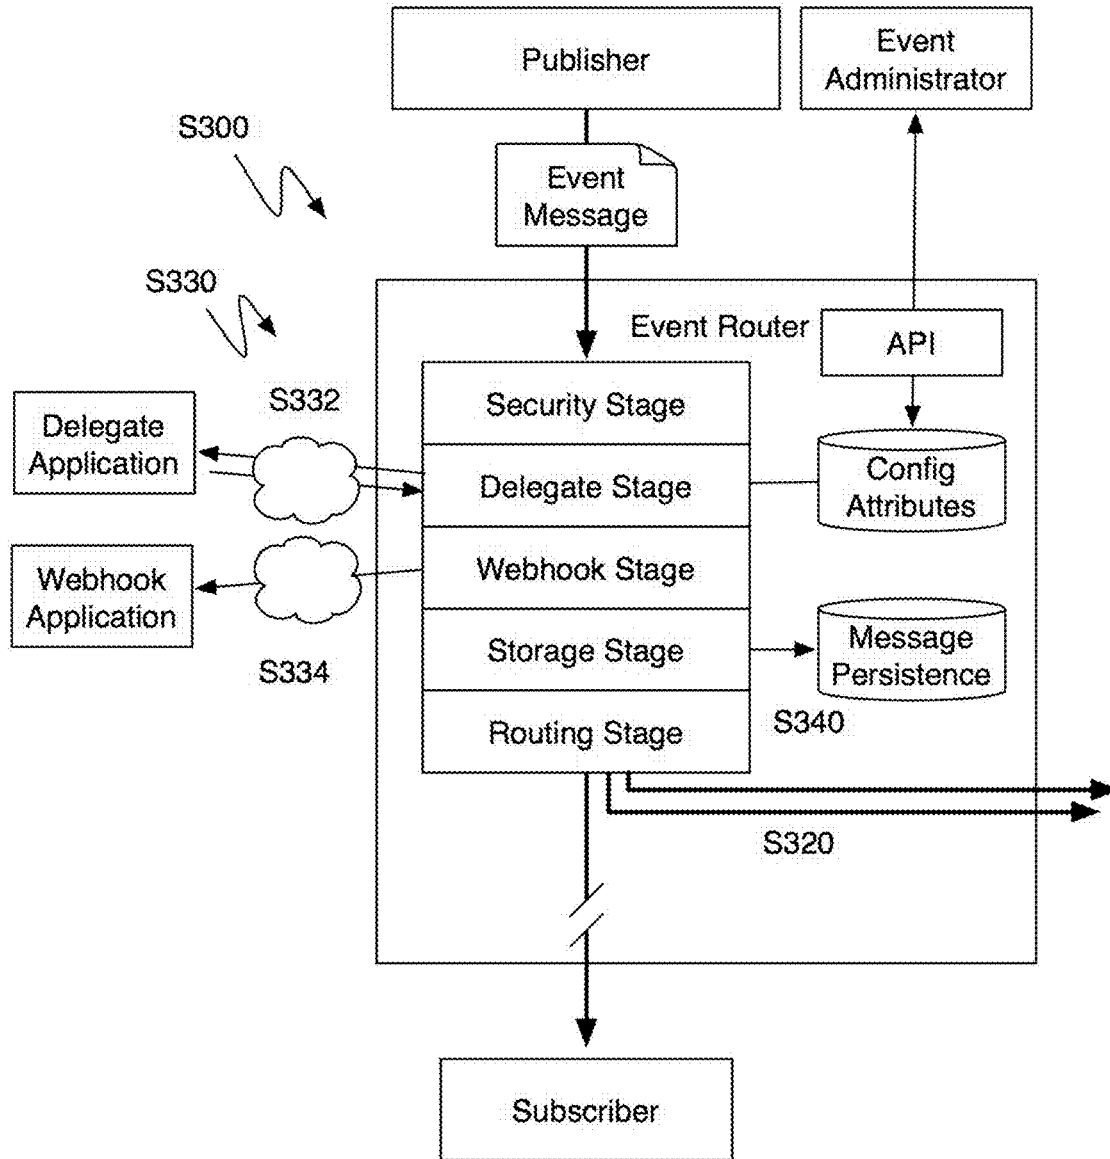 Publisher
Event
Administrator
S300
Event
Message
S330
Event Router
API
S332
Security Stage
Delegate
Application
Delegate Stage
Config
Attributes
Webhook
Application
Webhook Stage
S334
Storage Stage
Message
Persistence
Routing Stage
S340
S320
Subscriber